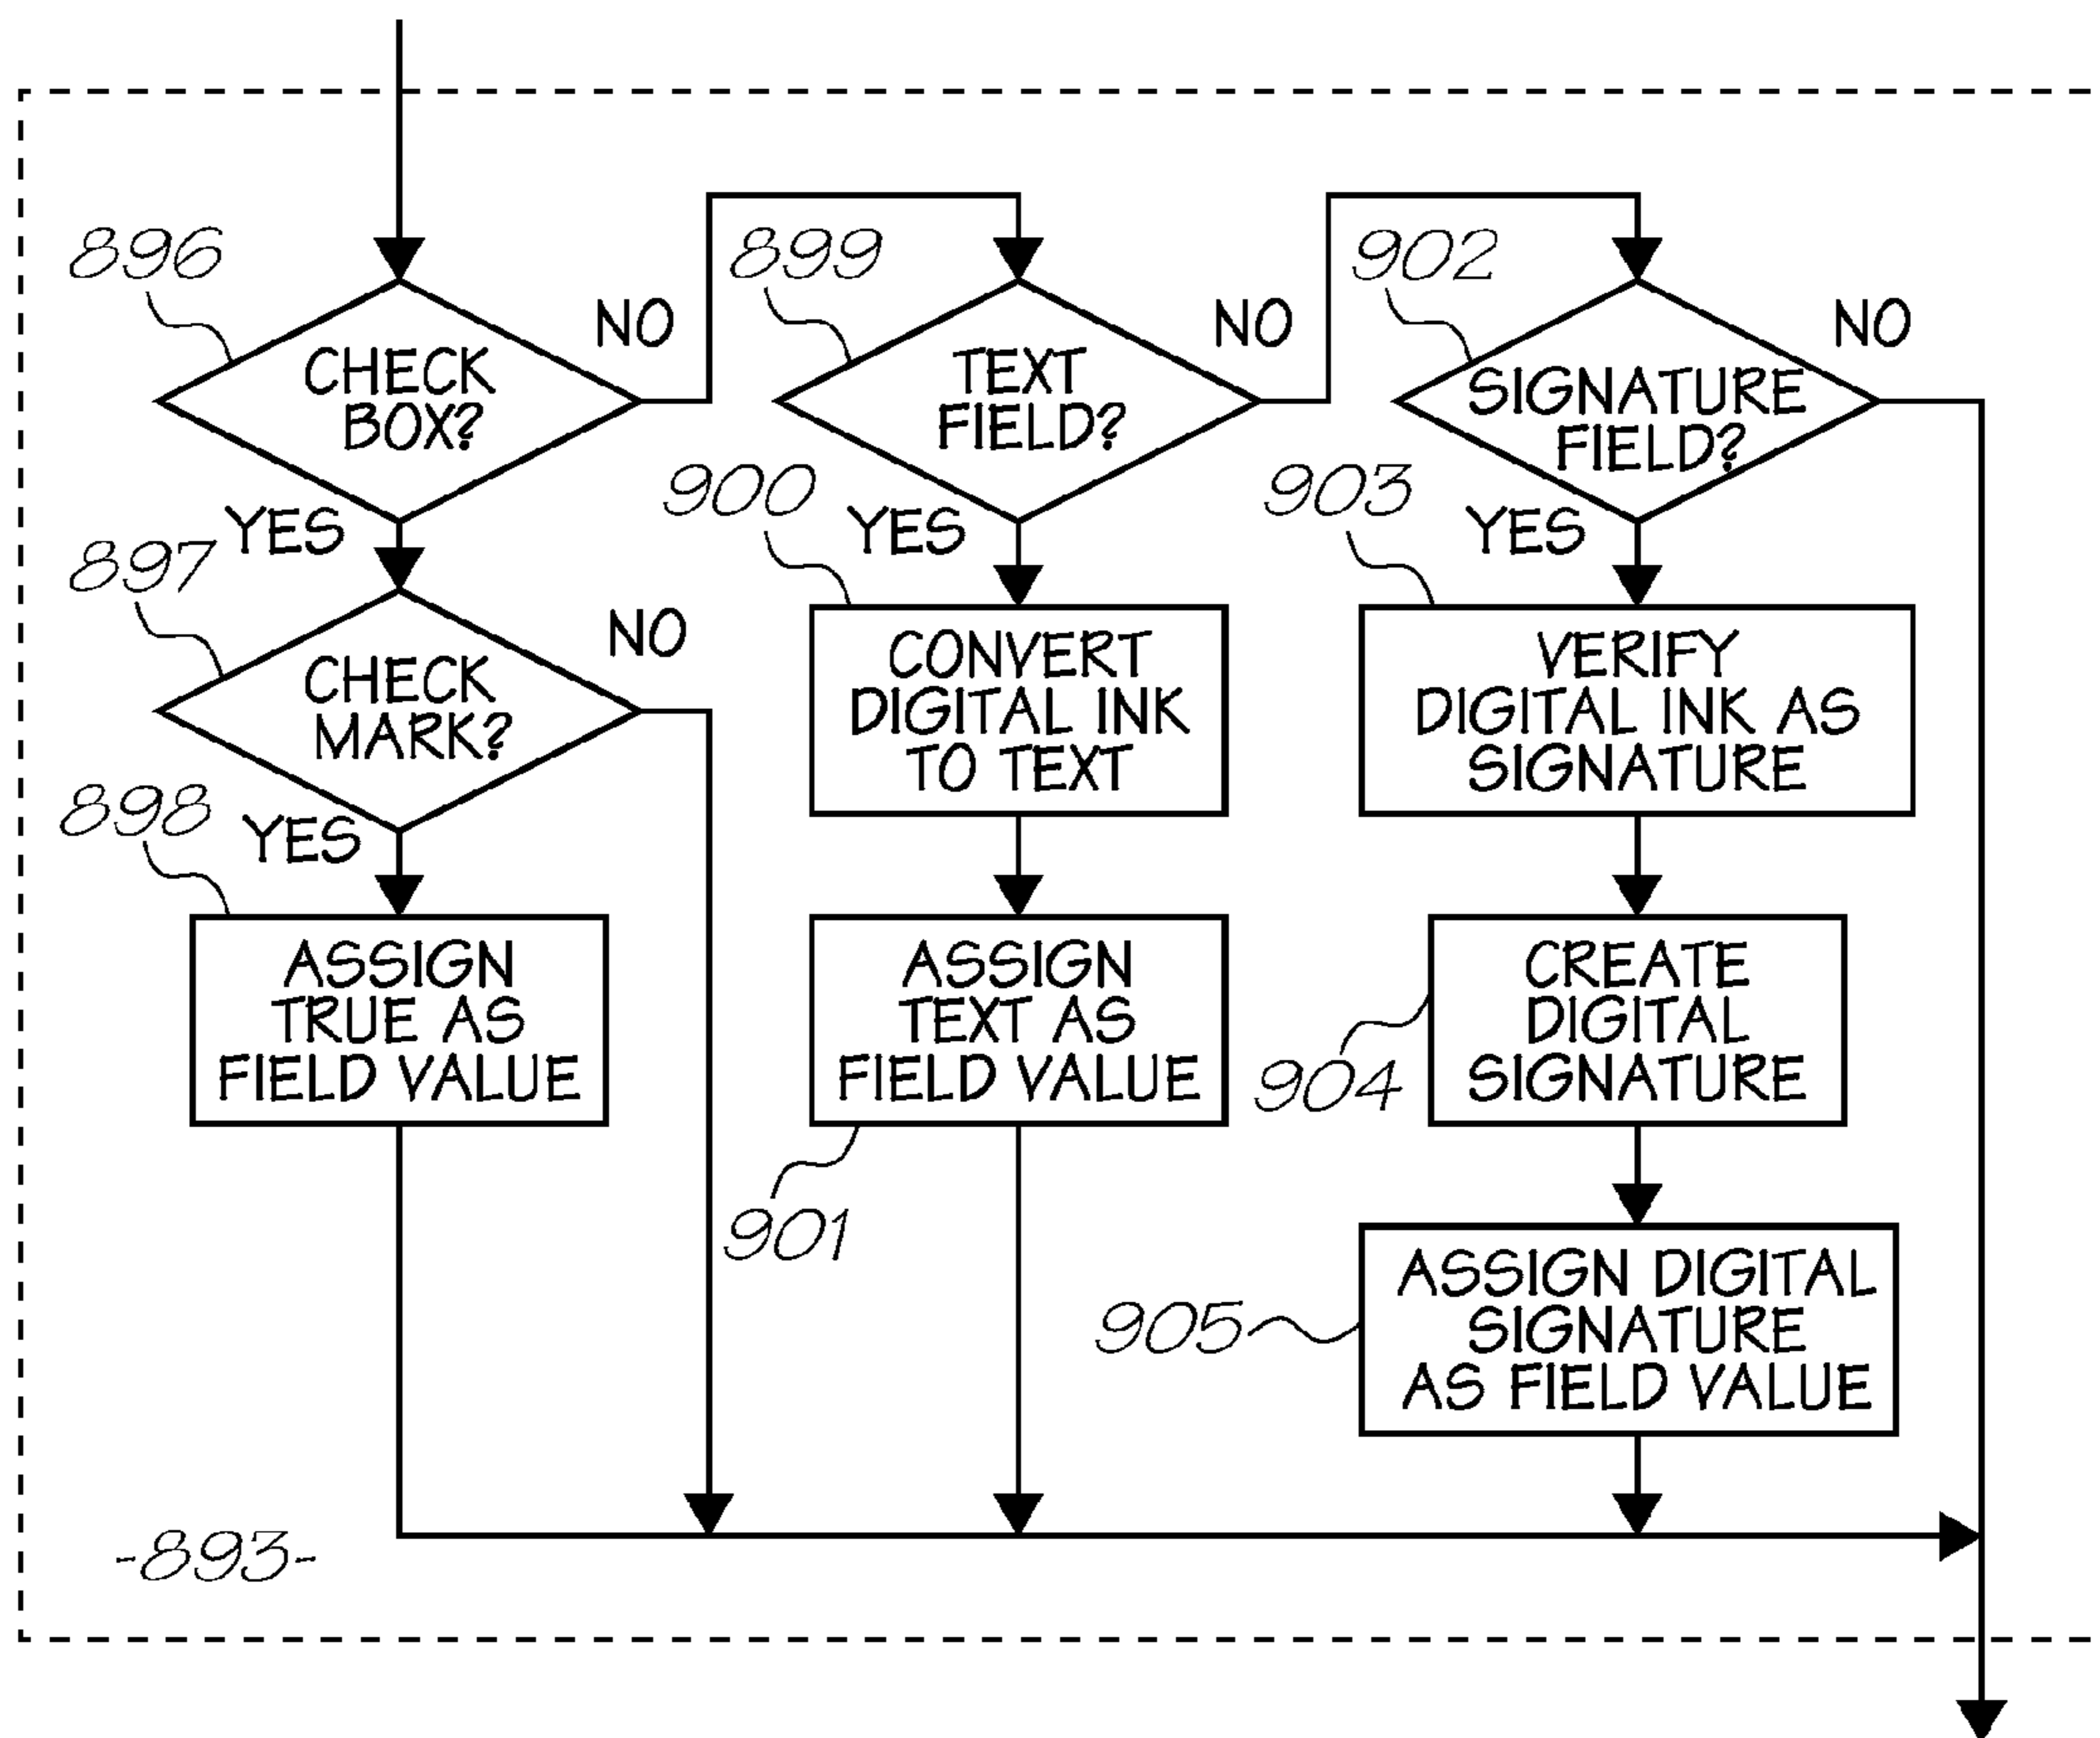 896
CHECK
BOX?
NO
YES
897
CHECK
MARK?
NO
YES
898
ASSIGN
TRUE AS
FIELD VALUE
899
TEXT
FIELD?
NO
YES
900
CONVERT
DIGITAL INK
TO TEXT
ASSIGN
TEXT AS
FIELD VALUE
901
902
SIGNATURE
FIELD?
NO
YES
903
VERIFY
DIGITAL INK AS
SIGNATURE
CREATE
DIGITAL
SIGNATURE
904
ASSIGN DIGITAL
SIGNATURE
AS FIELD VALUE
905
-893-